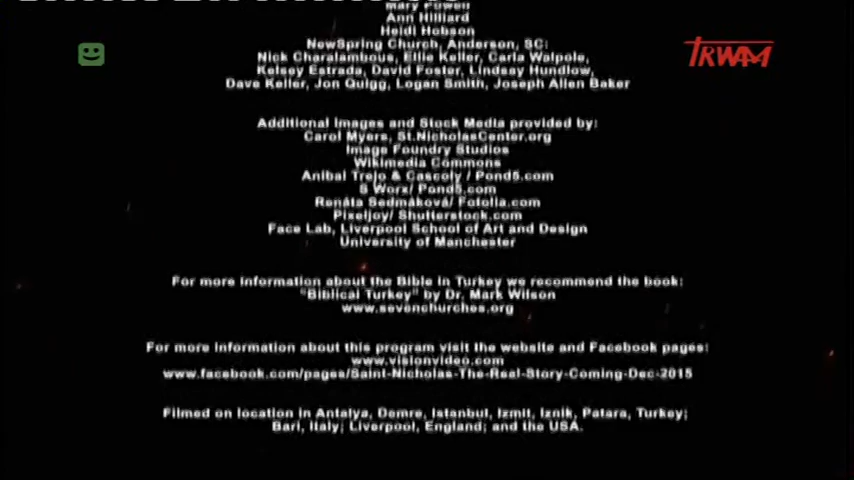 Mary Powell
Ann Hilliard
Heidi Hobson
NewSpring Church, Anderson, SC:
Nick Charalambous, Ellie Keller, Carla Walpole,
Kelsey Estrada, David Foster, Lindsay Hundlow,
Dave Keller, Jon Quigg, Logan Smith, Joseph Allen Baker
TRWAM
Additional Images and Stock Media provided by:
Carol Myers, St.NicholasCenter.org
Image Foundry Studios
Wikimedia Commons
Anibal Trejo & Cascoly / Pond5.com
S Worx/ Pond5.com
Renáta Sedmáková/ Fotolia.com
Pixeljoy/ Shutterstock.com
Face Lab, Liverpool School of Art and Design
University of Manchester
For more information about the Bible in Turkey we recommend the book:
"Biblical Turkey" by Dr. Mark Wilson
www.sevenchurches.org
For more information about this program visit the website and Facebook pages:
www.visionvideo.com
www.facebook.com/pages/Saint-Nicholas-The-Real-Story-Coming-Dec-2015
Filmed on location in Antalya, Demre, Istanbul, Izmit, Iznik, Patara, Turkey;
Bari, Italy; Liverpool, England; and the USA.